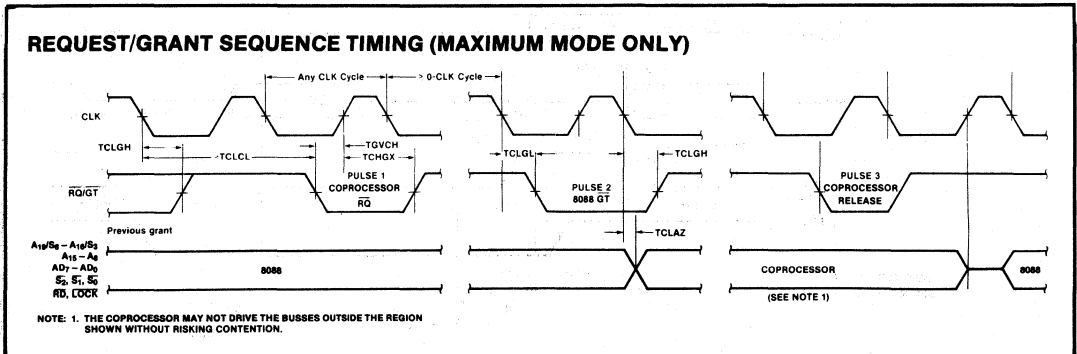 REQUEST/GRANT SEQUENCE TIMING (MAXIMUM MODE ONLY)
Any CLK Cycle
> 0-CLK Cycle
CLK
TCLGH
TCLCL
TGVCH
TCHGX
TCLGL
TCLGH
RQ/GT
PULSE 1
COPROCESSOR
RQ
PULSE 2
8088 GT
PULSE 3
COPROCESSOR
RELEASE
Previous grant
TCLAZ
A19/S6 – A16/S3
A15 – A8
AD7 – AD0
S2, S1, S0
RD, LOCK
8088
COPROCESSOR
8088
(SEE NOTE 1)
NOTE: 1. THE COPROCESSOR MAY NOT DRIVE THE BUSSES OUTSIDE THE REGION
SHOWN WITHOUT RISKING CONTENTION.